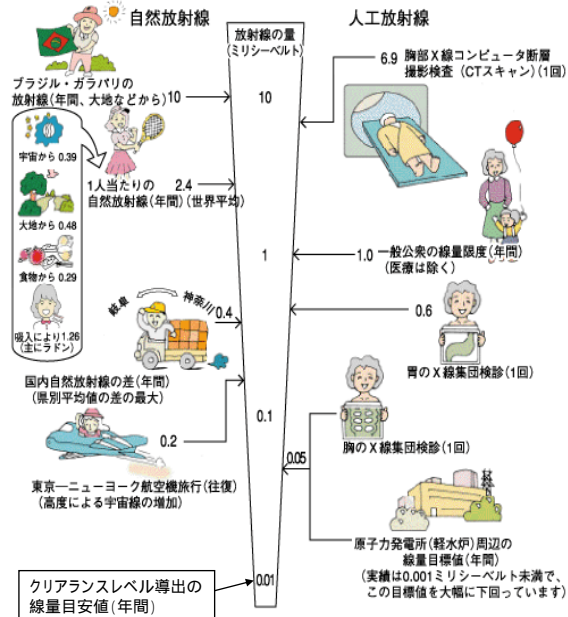 自然放射線
放射線の量
(ミリシーベルト)
人工放射線
ブラジル・ガラパリの
放射線(年間、大地などから)
10
宇宙から 0.39
大地から 0.48
食物から 0.29
吸入により1.26
(主にラドン)
1人当たりの
自然放射線(年間)(世界平均)
2.4
岐阜
神奈川
0.4
国内自然放射線の差(年間)
(県別平均値の差の最大)
0.2
東京―ニューヨーク航空機旅行(往復)
(高度による宇宙線の増加)
10
1
0.1
0.01
6.9 胸部X線コンピュータ断層
撮影検査(CTスキャン)(1回)
1.0 一般公衆の線量限度(年間)
(医療は除く)
0.6
胃のX線集団検診(1回)
胸のX線集団検診(1回)
0.05
原子力発電所(軽水炉)周辺の
線量目標値(年間)
(実績は0.001ミリシーベルト未満で、
この目標値を大幅に下回っています)
クリアランスレベル導出の
線量目安値(年間)